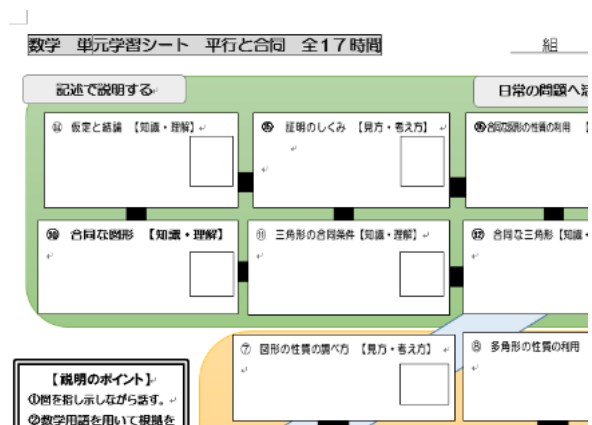 数学　単元学習シート　平行と合同　全１７時間
組
記述で説明する
日常の問題へ活
⑭ 仮定と結論 【知識・理解】
⑮ 証明のしくみ 【見方・考え方】
⑯合同な図形の性質の利用 【
⑩ 合同な図形 【知識・理解】
⑪ 三角形の合同条件【知識・理解】
⑫ 合同な三角形【知識・
⑦ 図形の性質の調べ方 【見方・考え方】
⑧ 多角形の性質の利用
【説明のポイント】
①図を指し示しながら話す。
②数学用語を用いて根拠を